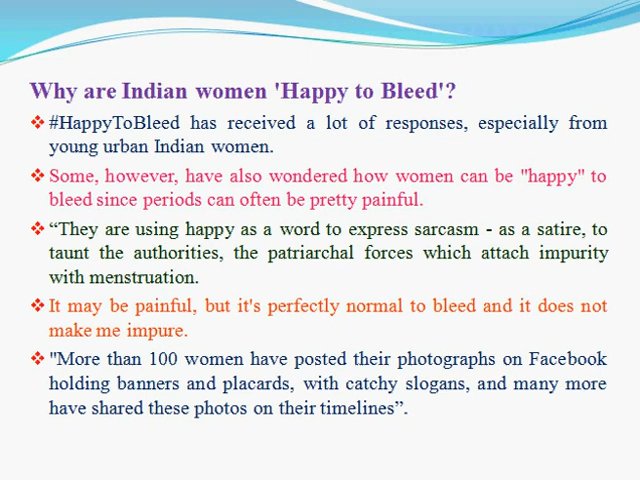 Why are Indian women 'Happy to Bleed'?
❖ #HappyToBleed has received a lot of responses, especially from
young urban Indian women.
❖ Some, however, have also wondered how women can be "happy" to
bleed since periods can often be pretty painful.
❖ “They are using happy as a word to express sarcasm - as a satire, to
taunt the authorities, the patriarchal forces which attach impurity
with menstruation.
❖ It may be painful, but it's perfectly normal to bleed and it does not
make me impure.
❖ "More than 100 women have posted their photographs on Facebook
holding banners and placards, with catchy slogans, and many more
have shared these photos on their timelines”.